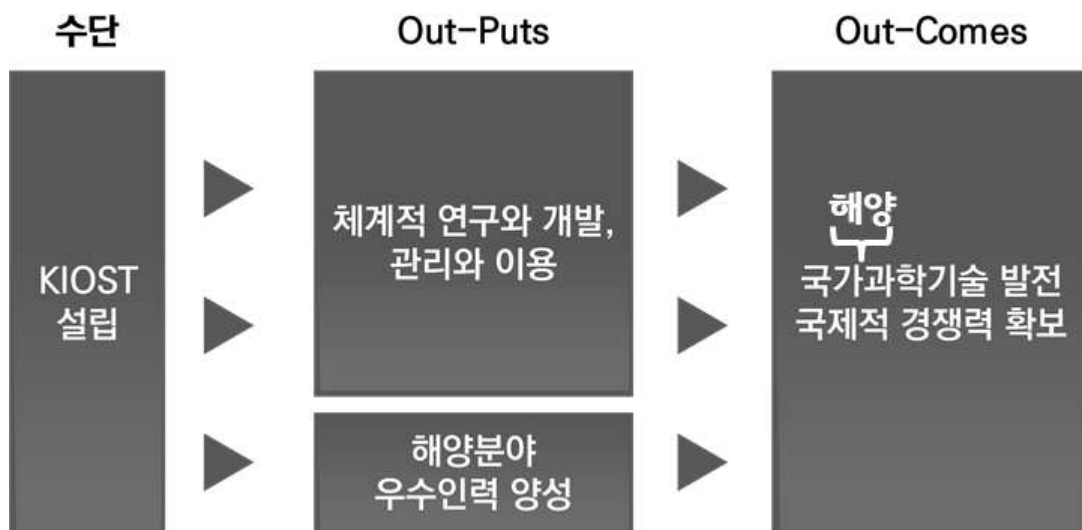 수단
Out-Puts
Out-Comes
KIOST
설립
체계적 연구와 개발,
관리와 이용
해양분야
우수인력 양성
해양
국가과학기술 발전
국제적 경쟁력 확보